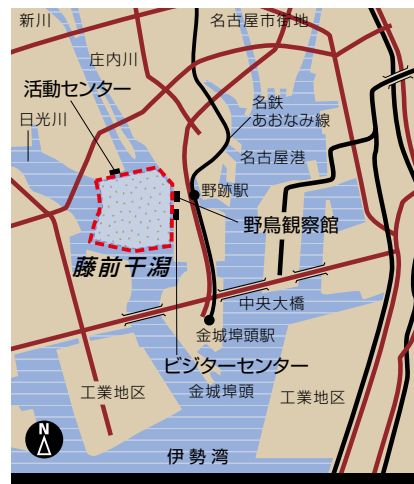 新川
名古屋市街地
庄内川
活動センター
名鉄
あおなみ線
日光川
名古屋港
野跡駅
野鳥観察館
藤前干潟
中央大橋
金城埠頭駅
ビジターセンター
工業地区
金城埠頭
工業地区
N
伊勢湾